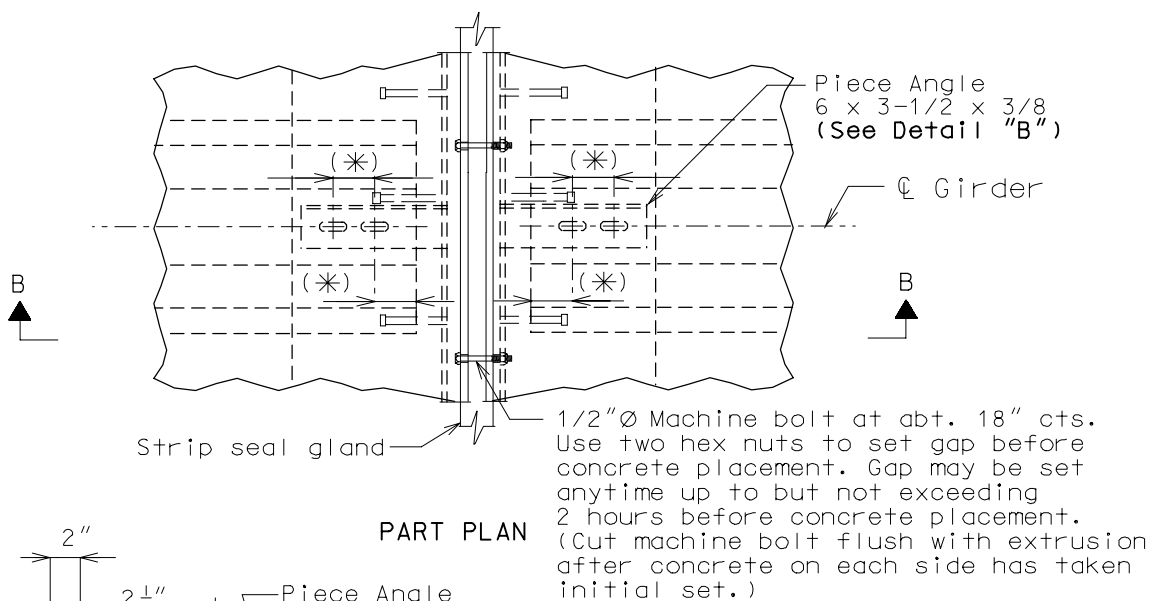 Piece Angle
6 x 3-1/2 x 3/8
(See Detail "B")
(*)
(*)
℄ Girder
B
(*)
(*)
B
1/2"Ø Machine bolt at abt. 18" cts.
Use two hex nuts to set gap before
concrete placement. Gap may be set
anytime up to but not exceeding
2 hours before concrete placement.
(Cut machine bolt flush with extrusion
after concrete on each side has taken
initial set.)
Strip seal gland
PART PLAN
2"
Piece Angle